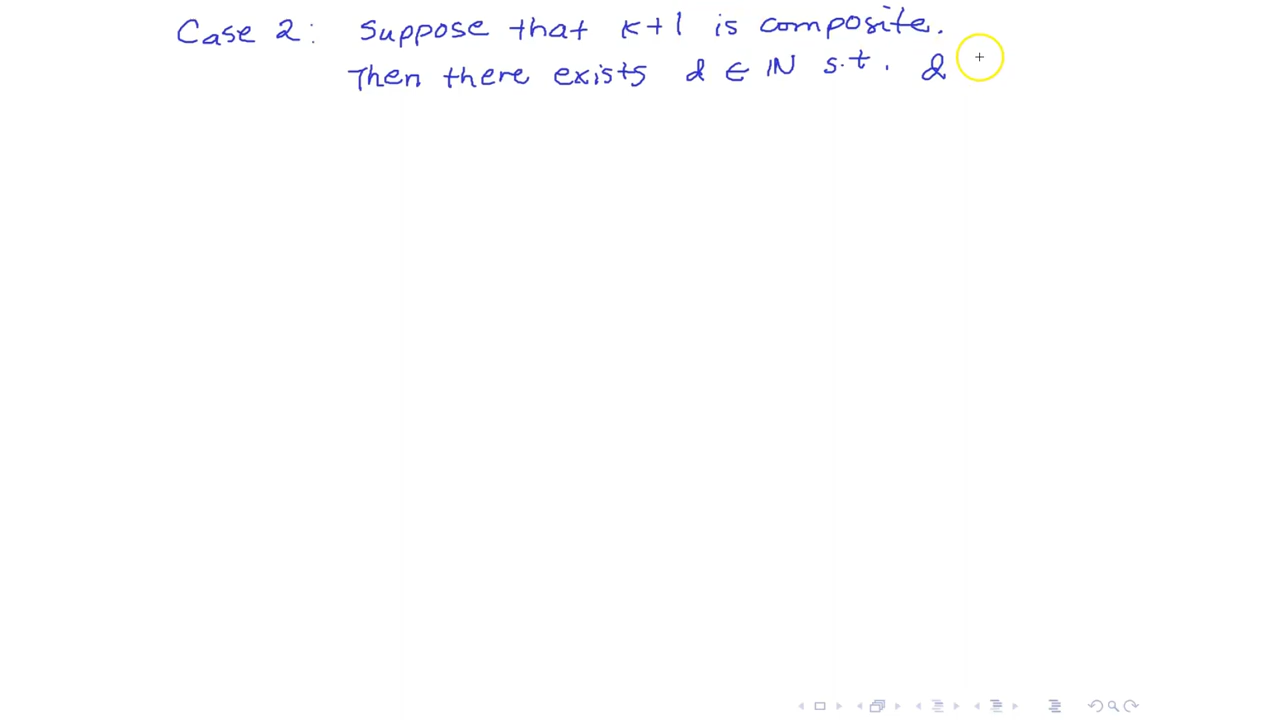 Case 2: Suppose that k+1 is composite.
Then there exists d ∈ ℕ s.t. d